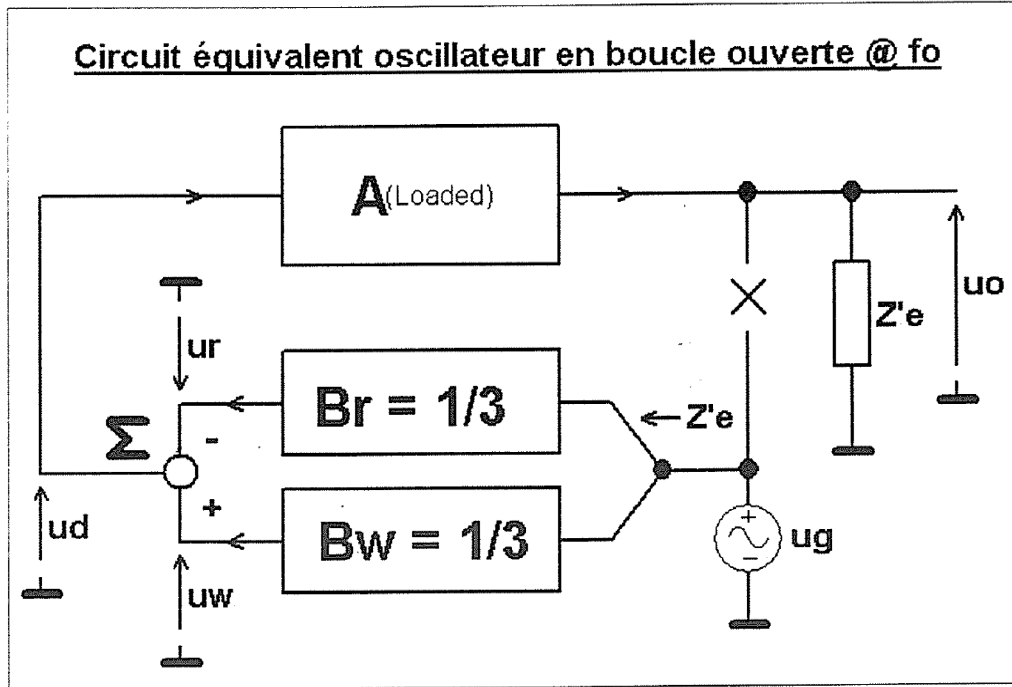 Circuit équivalent oscillateur en boucle ouverte @ fo
A(Loaded)
ur
Z'e
uo
Br = 1/3
Z'e
Σ
-
+
Bw = 1/3
ud
uw
+
-
ug